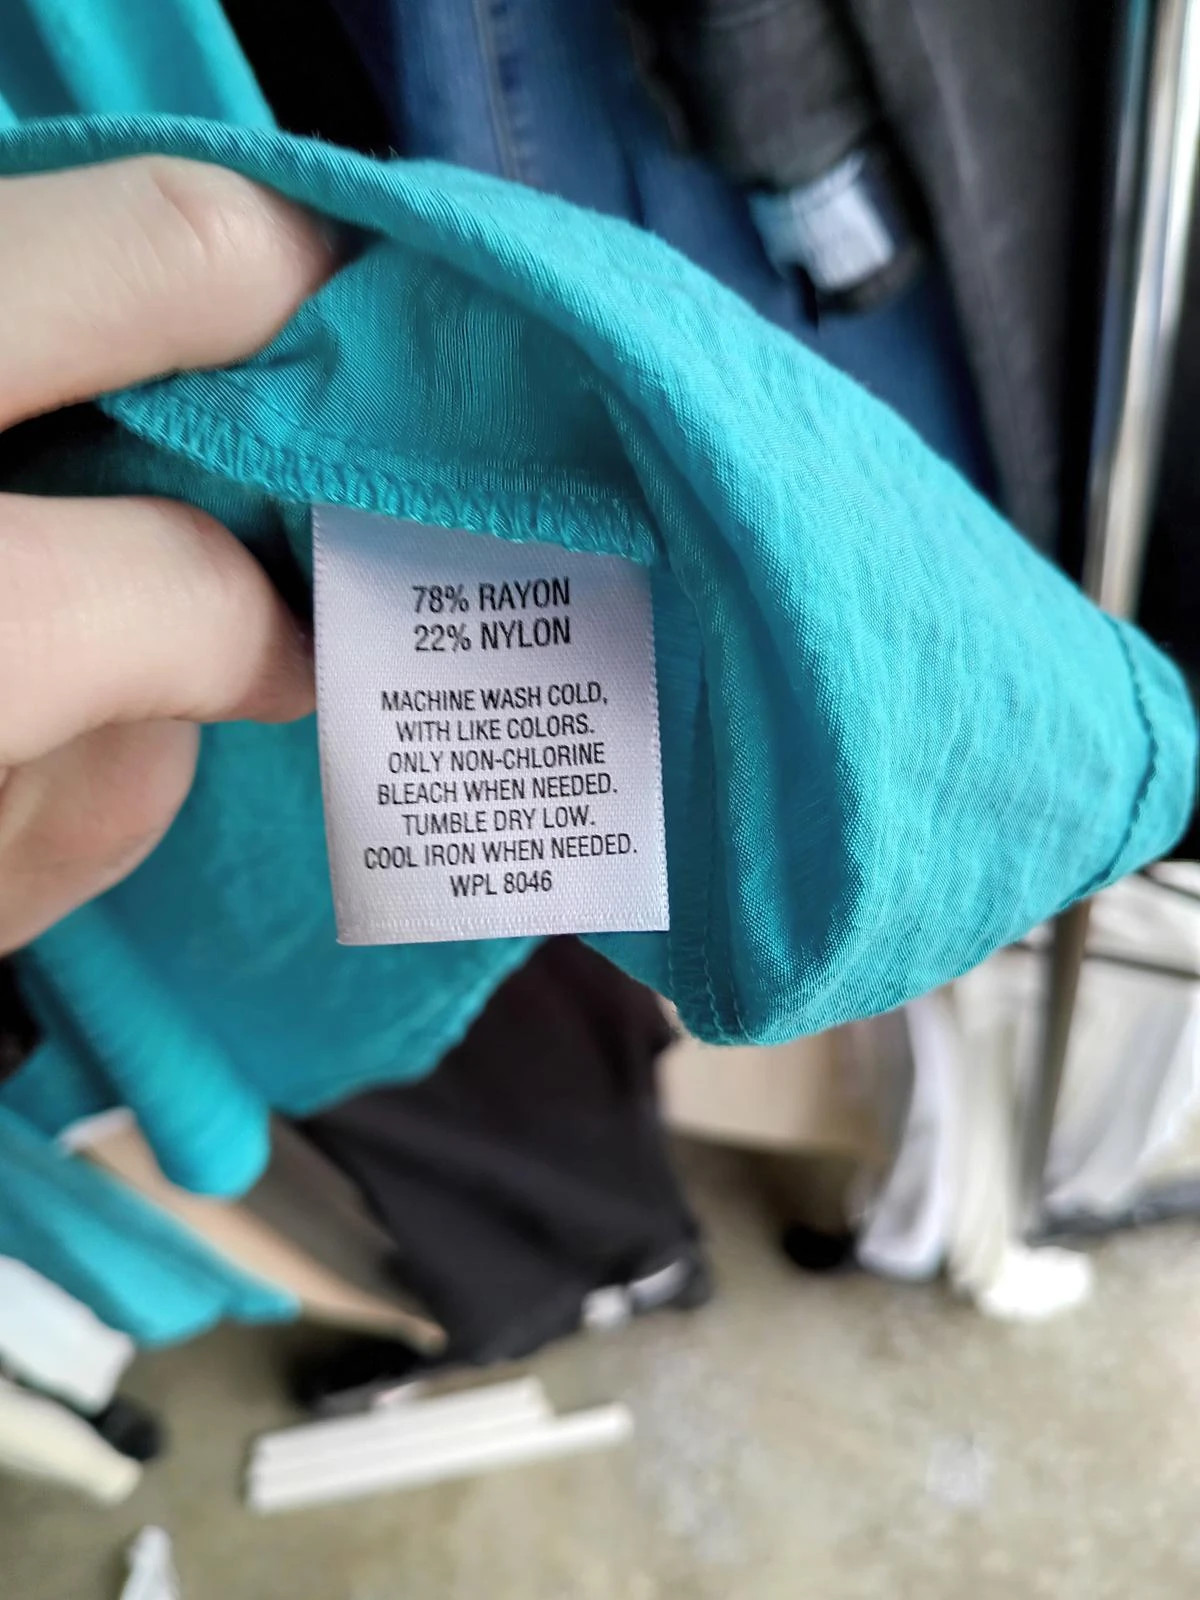 78% RAYON
22% NYLON
MACHINE WASH COLD,
WITH LIKE COLORS.
ONLY NON-CHLORINE
BLEACH WHEN NEEDED.
TUMBLE DRY LOW.
COOL IRON WHEN NEEDED.
WPL 8046